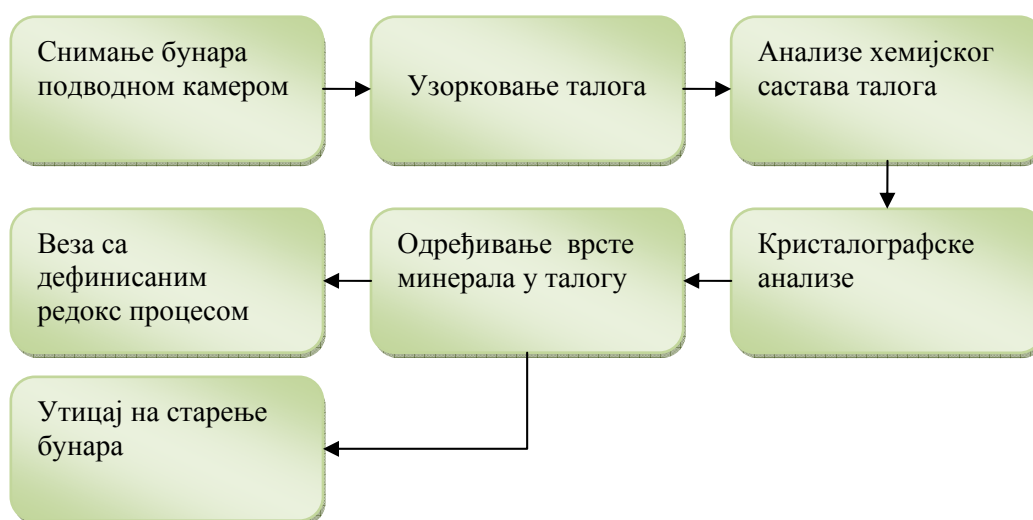 Снимање бунара
подводном камером
Узорковање талога
Анализе хемијског
састава талога
Кристалографске
анализе
Одређивање врсте
минерала у талогу
Веза са
дефинисаним
редокс процесом
Утицај на старење
бунара